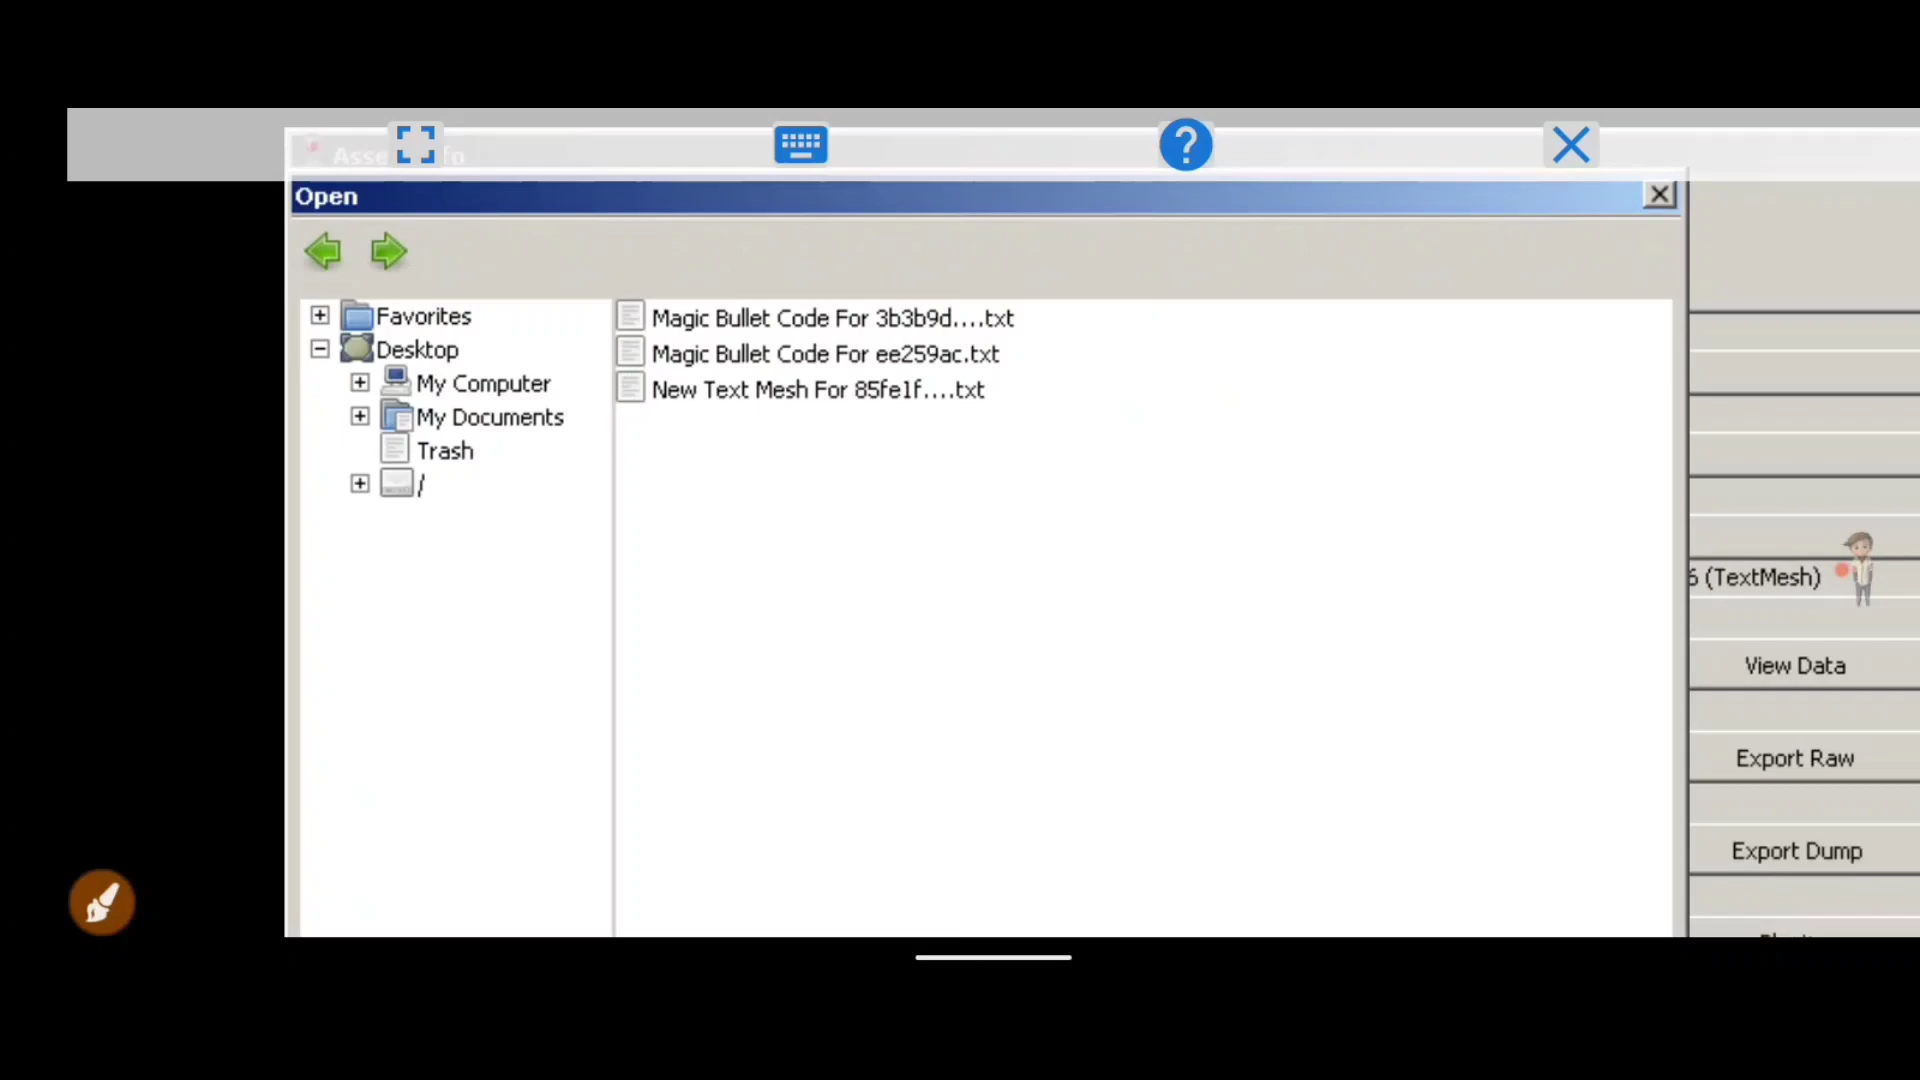 Open
Favorites
Desktop
My Computer
My Documents
Trash
/
Magic Bullet Code For 3b3b9d....txt
Magic Bullet Code For ee259ac.txt
New Text Mesh For 85fe1f....txt
6 (TextMesh)
View Data
Export Raw
Export Dump